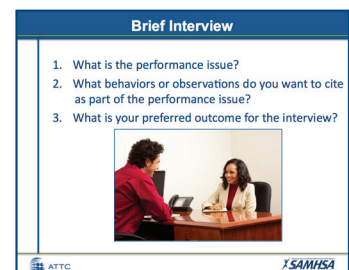 Brief Interview
1. What is the performance issue?
2. What behaviors or observations do you want to cite
as part of the performance issue?
3. What is your preferred outcome for the interview?
ATTC
SAMHSA